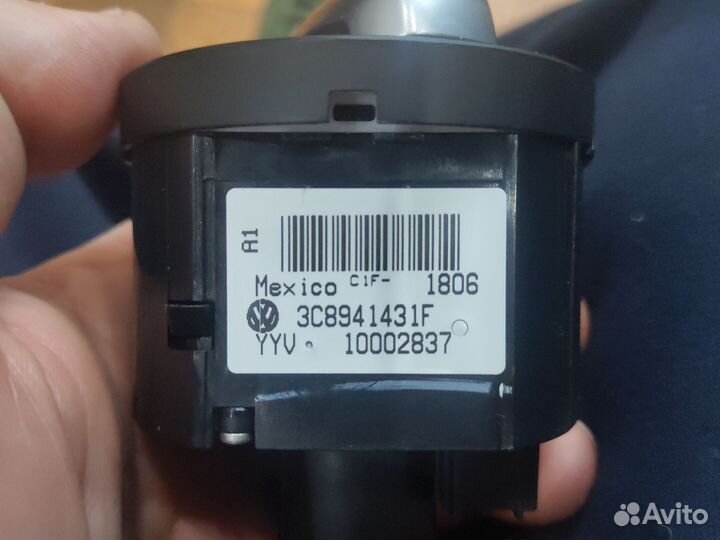 A1
Mexico C1F- 1806
3C8941431F
YYV 10002837
Avito